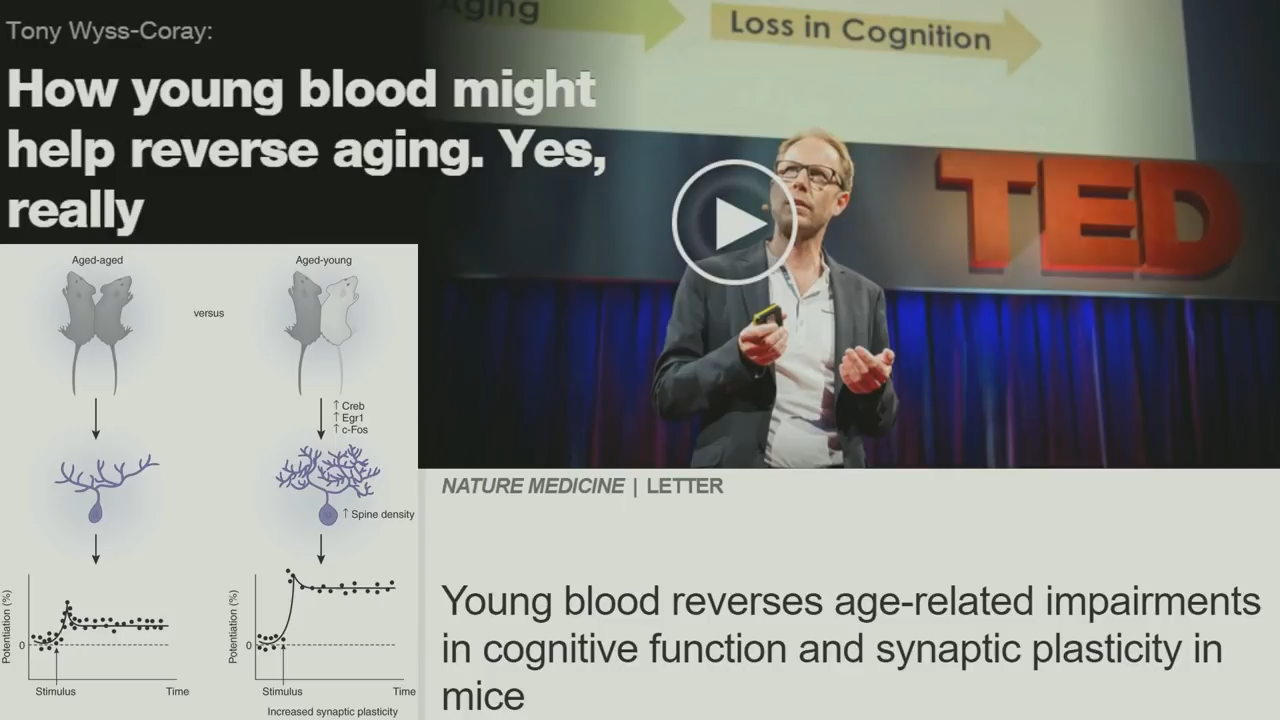 Tony Wyss-Coray:
How young blood might
help reverse aging. Yes,
really
Aging
Loss in Cognition
TED
Aged-aged
versus
Aged-young
↑ Creb
↑ Egr1
↑ c-Fos
↑ Spine density
Potentiation (%)
0
Stimulus
Time
Potentiation (%)
0
Stimulus
Time
Increased synaptic plasticity
NATURE MEDICINE | LETTER
Young blood reverses age-related impairments
in cognitive function and synaptic plasticity in
mice